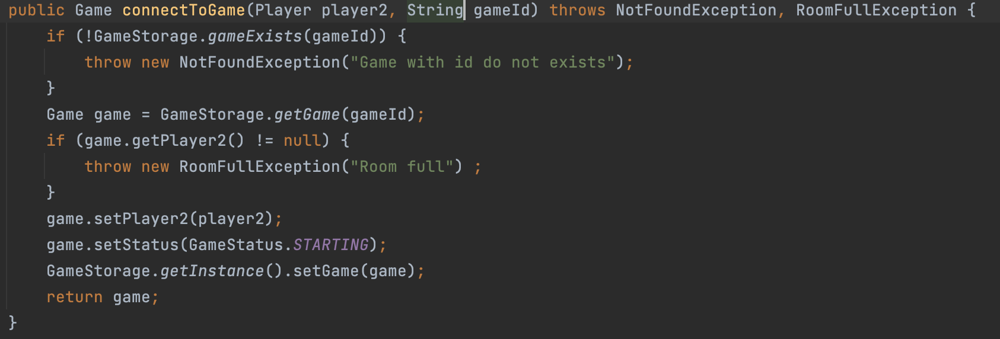 public Game connectToGame(Player player2, String gameId) throws NotFoundException, RoomFullException {
    if (!GameStorage.gameExists(gameId)) {
        throw new NotFoundException("Game with id do not exists");
    }
    Game game = GameStorage.getGame(gameId);
    if (game.getPlayer2() != null) {
        throw new RoomFullException("Room full") ;
    }
    game.setPlayer2(player2);
    game.setStatus(GameStatus.STARTING);
    GameStorage.getInstance().setGame(game);
    return game;
}